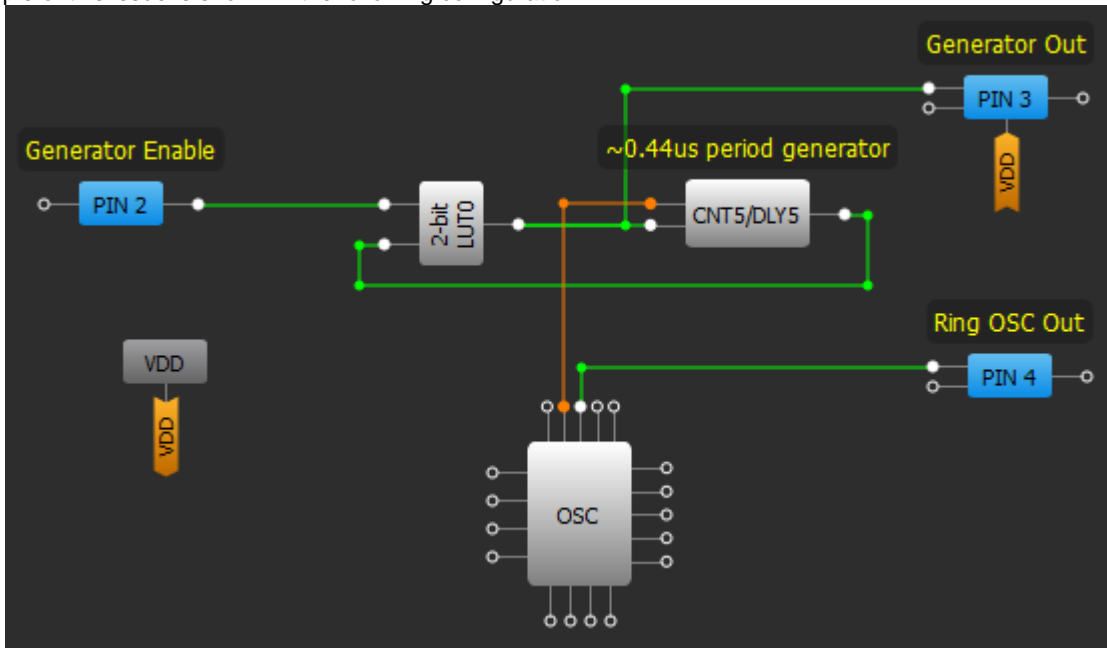 Generator Out
PIN 3
VDD
~0.44us period generator
Generator Enable
PIN 2
2-bit
LUT0
CNT5/DLY5
Ring OSC Out
PIN 4
VDD
VDD
OSC